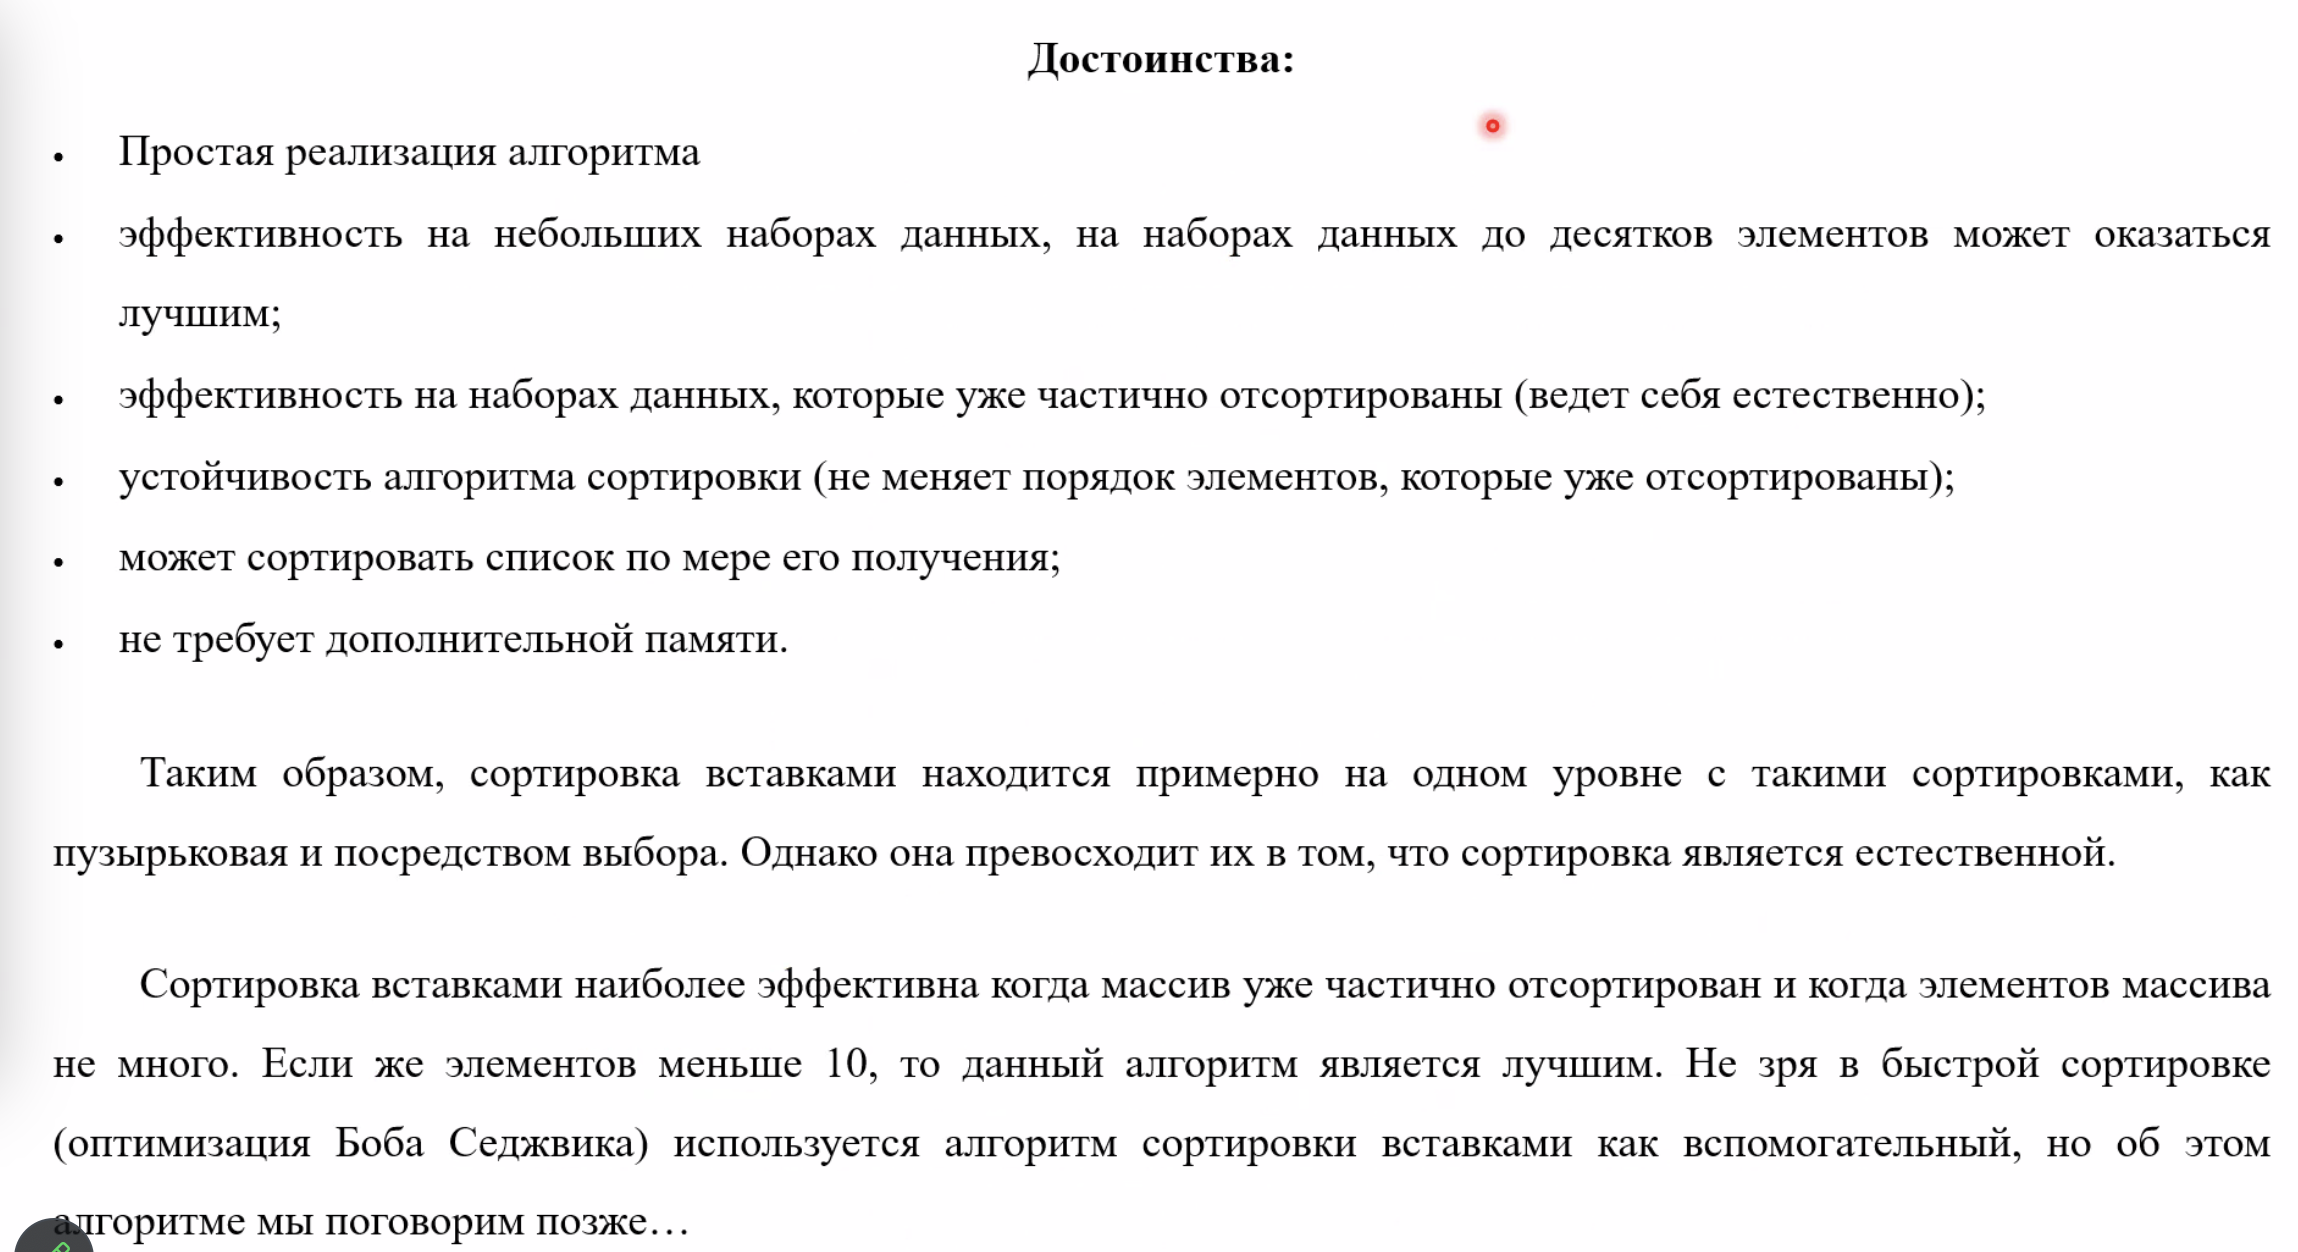 Достоинства:
• Простая реализация алгоритма
• эффективность на небольших наборах данных, на наборах данных до десятков элементов может оказаться
лучшим;
• эффективность на наборах данных, которые уже частично отсортированы (ведет себя естественно);
• устойчивость алгоритма сортировки (не меняет порядок элементов, которые уже отсортированы);
• может сортировать список по мере его получения;
• не требует дополнительной памяти.
Таким образом, сортировка вставками находится примерно на одном уровне с такими сортировками, как
пузырьковая и посредством выбора. Однако она превосходит их в том, что сортировка является естественной.
Сортировка вставками наиболее эффективна когда массив уже частично отсортирован и когда элементов массива
не много. Если же элементов меньше 10, то данный алгоритм является лучшим. Не зря в быстрой сортировке
(оптимизация Боба Седжвика) используется алгоритм сортировки вставками как вспомогательный, но об этом
алгоритме мы поговорим позже…